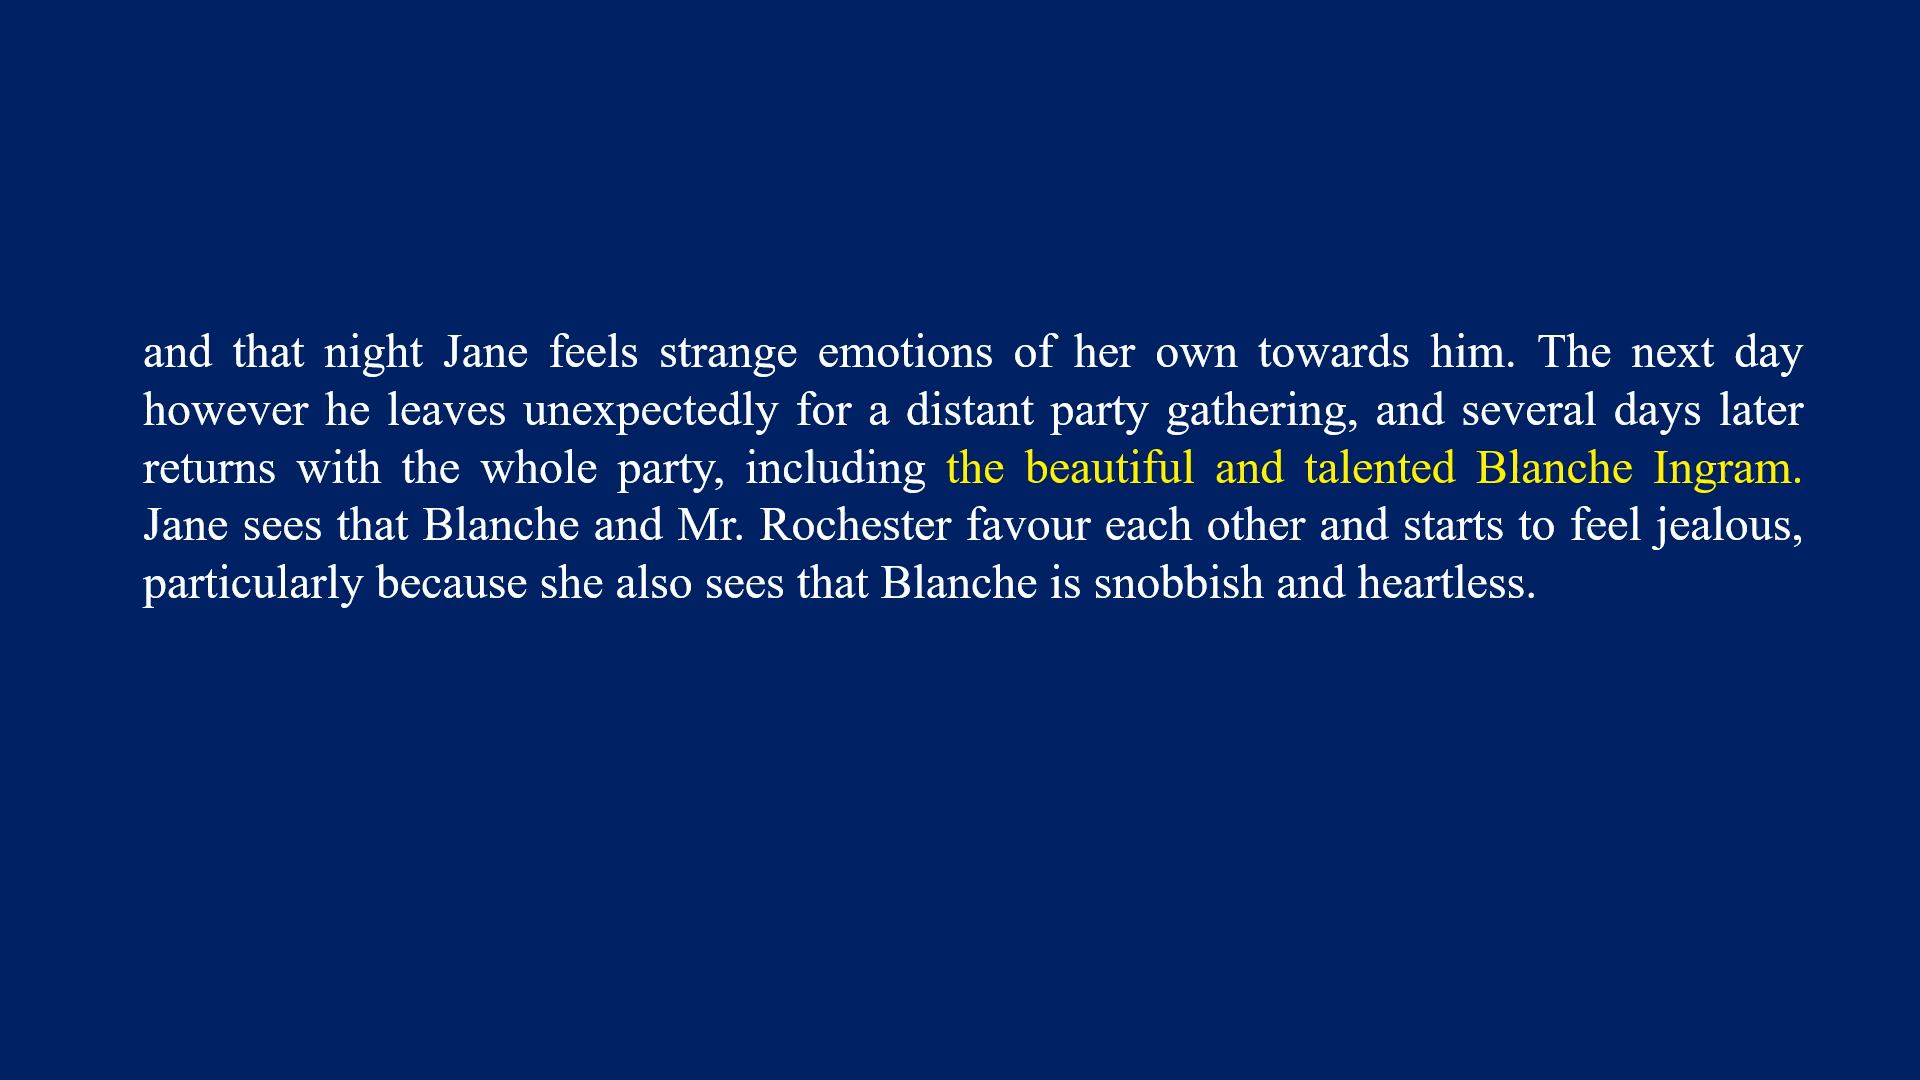 and that night Jane feels strange emotions of her own towards him. The next day
however he leaves unexpectedly for a distant party gathering, and several days later
returns with the whole party, including the beautiful and talented Blanche Ingram.
Jane sees that Blanche and Mr. Rochester favour each other and starts to feel jealous,
particularly because she also sees that Blanche is snobbish and heartless.